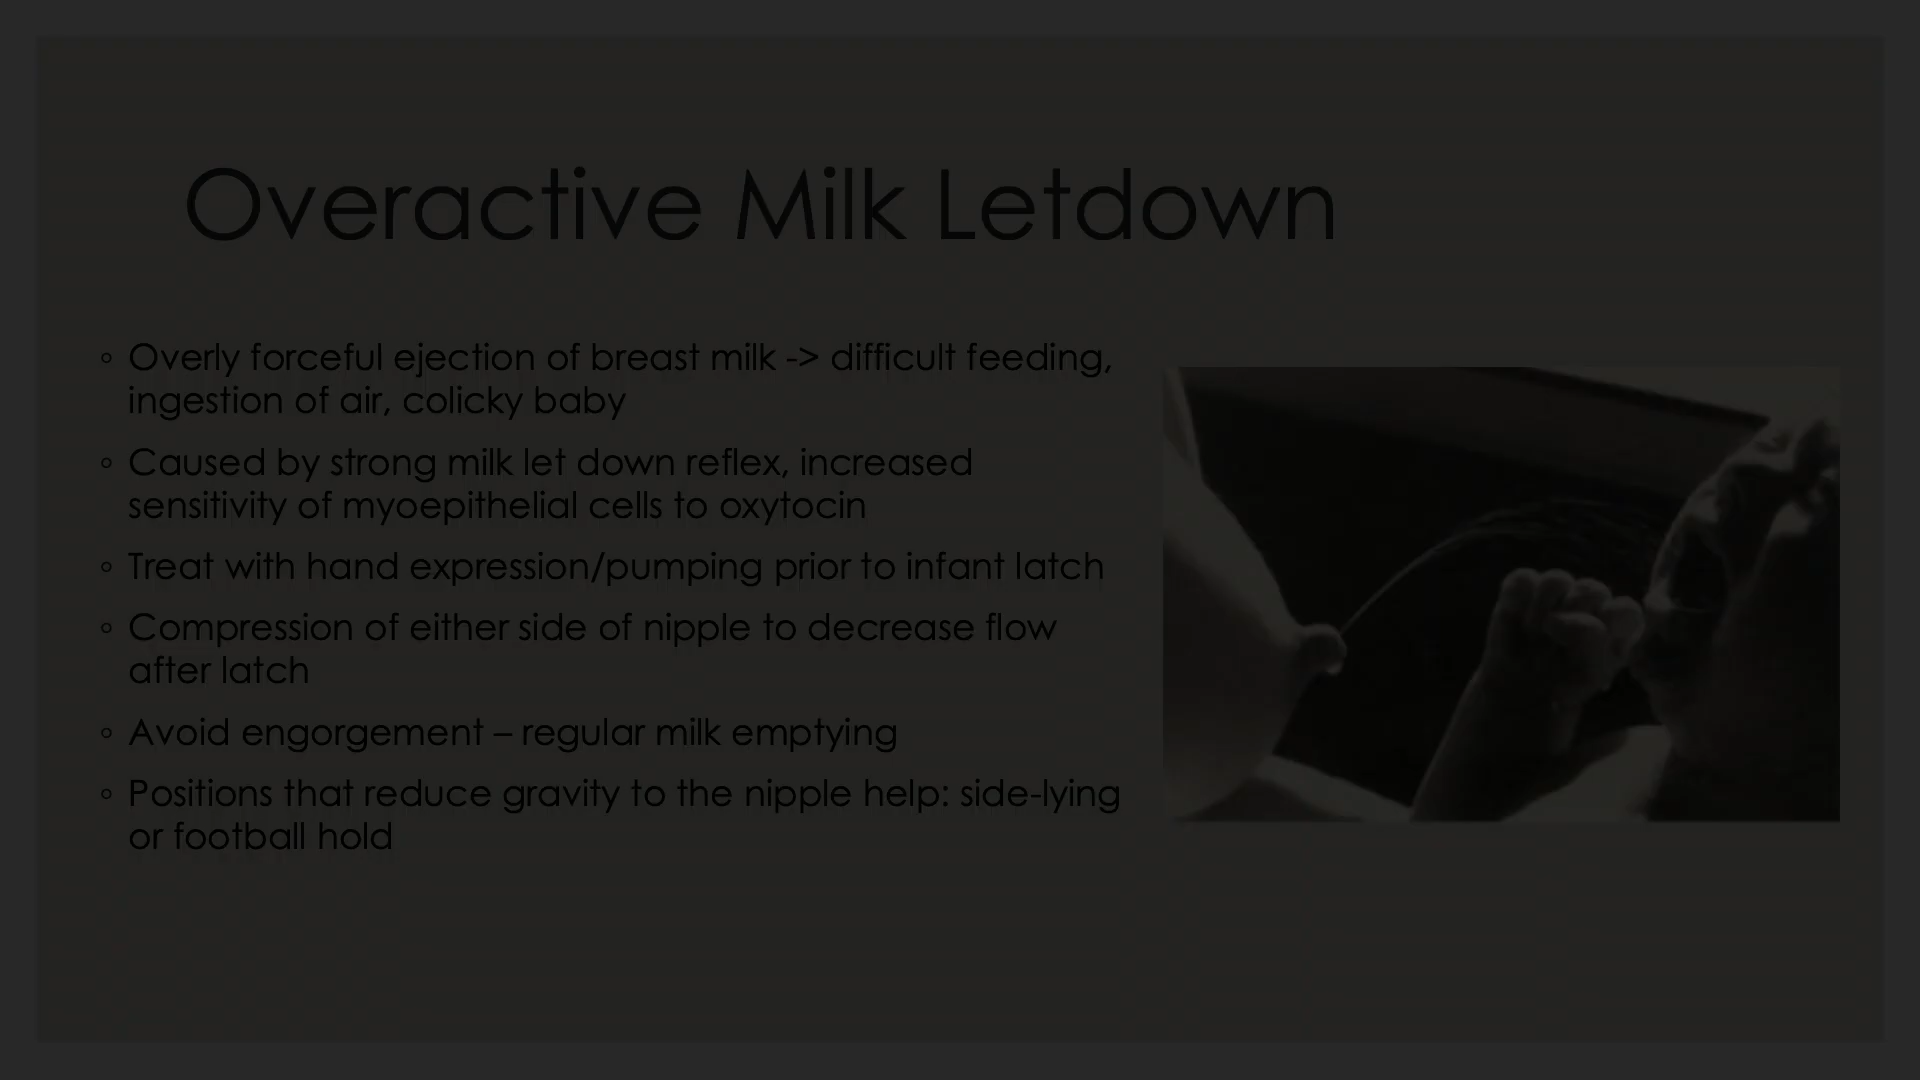 Overactive Milk Letdown
◦ Overly forceful ejection of breast milk -> difficult feeding,
ingestion of air, colicky baby
◦ Caused by strong milk let down reflex, increased
sensitivity of myoepithelial cells to oxytocin
◦ Treat with hand expression/pumping prior to infant latch
◦ Compression of either side of nipple to decrease flow
after latch
◦ Avoid engorgement – regular milk emptying
◦ Positions that reduce gravity to the nipple help: side-lying
or football hold